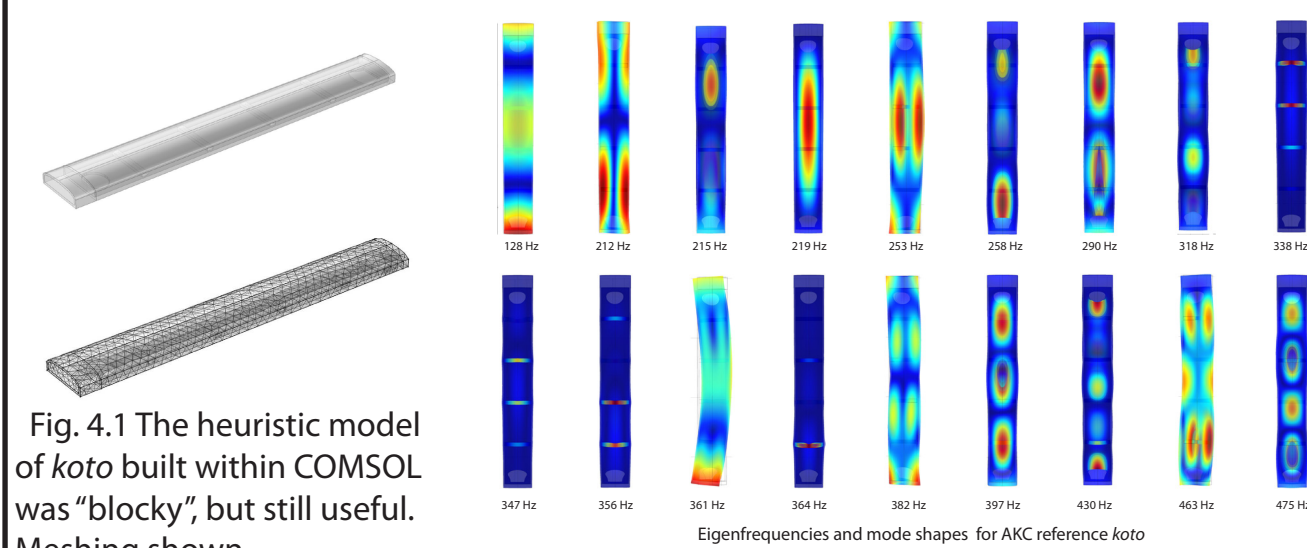 Fig. 4.1 The heuristic model
of koto built within COMSOL
was "blocky", but still useful.
Meshing shown
128 Hz 212 Hz 215 Hz 219 Hz 253 Hz 258 Hz 290 Hz 318 Hz 338 Hz
347 Hz 356 Hz 361 Hz 364 Hz 382 Hz 397 Hz 430 Hz 463 Hz 475 Hz
Eigenfrequencies and mode shapes for AKC reference koto